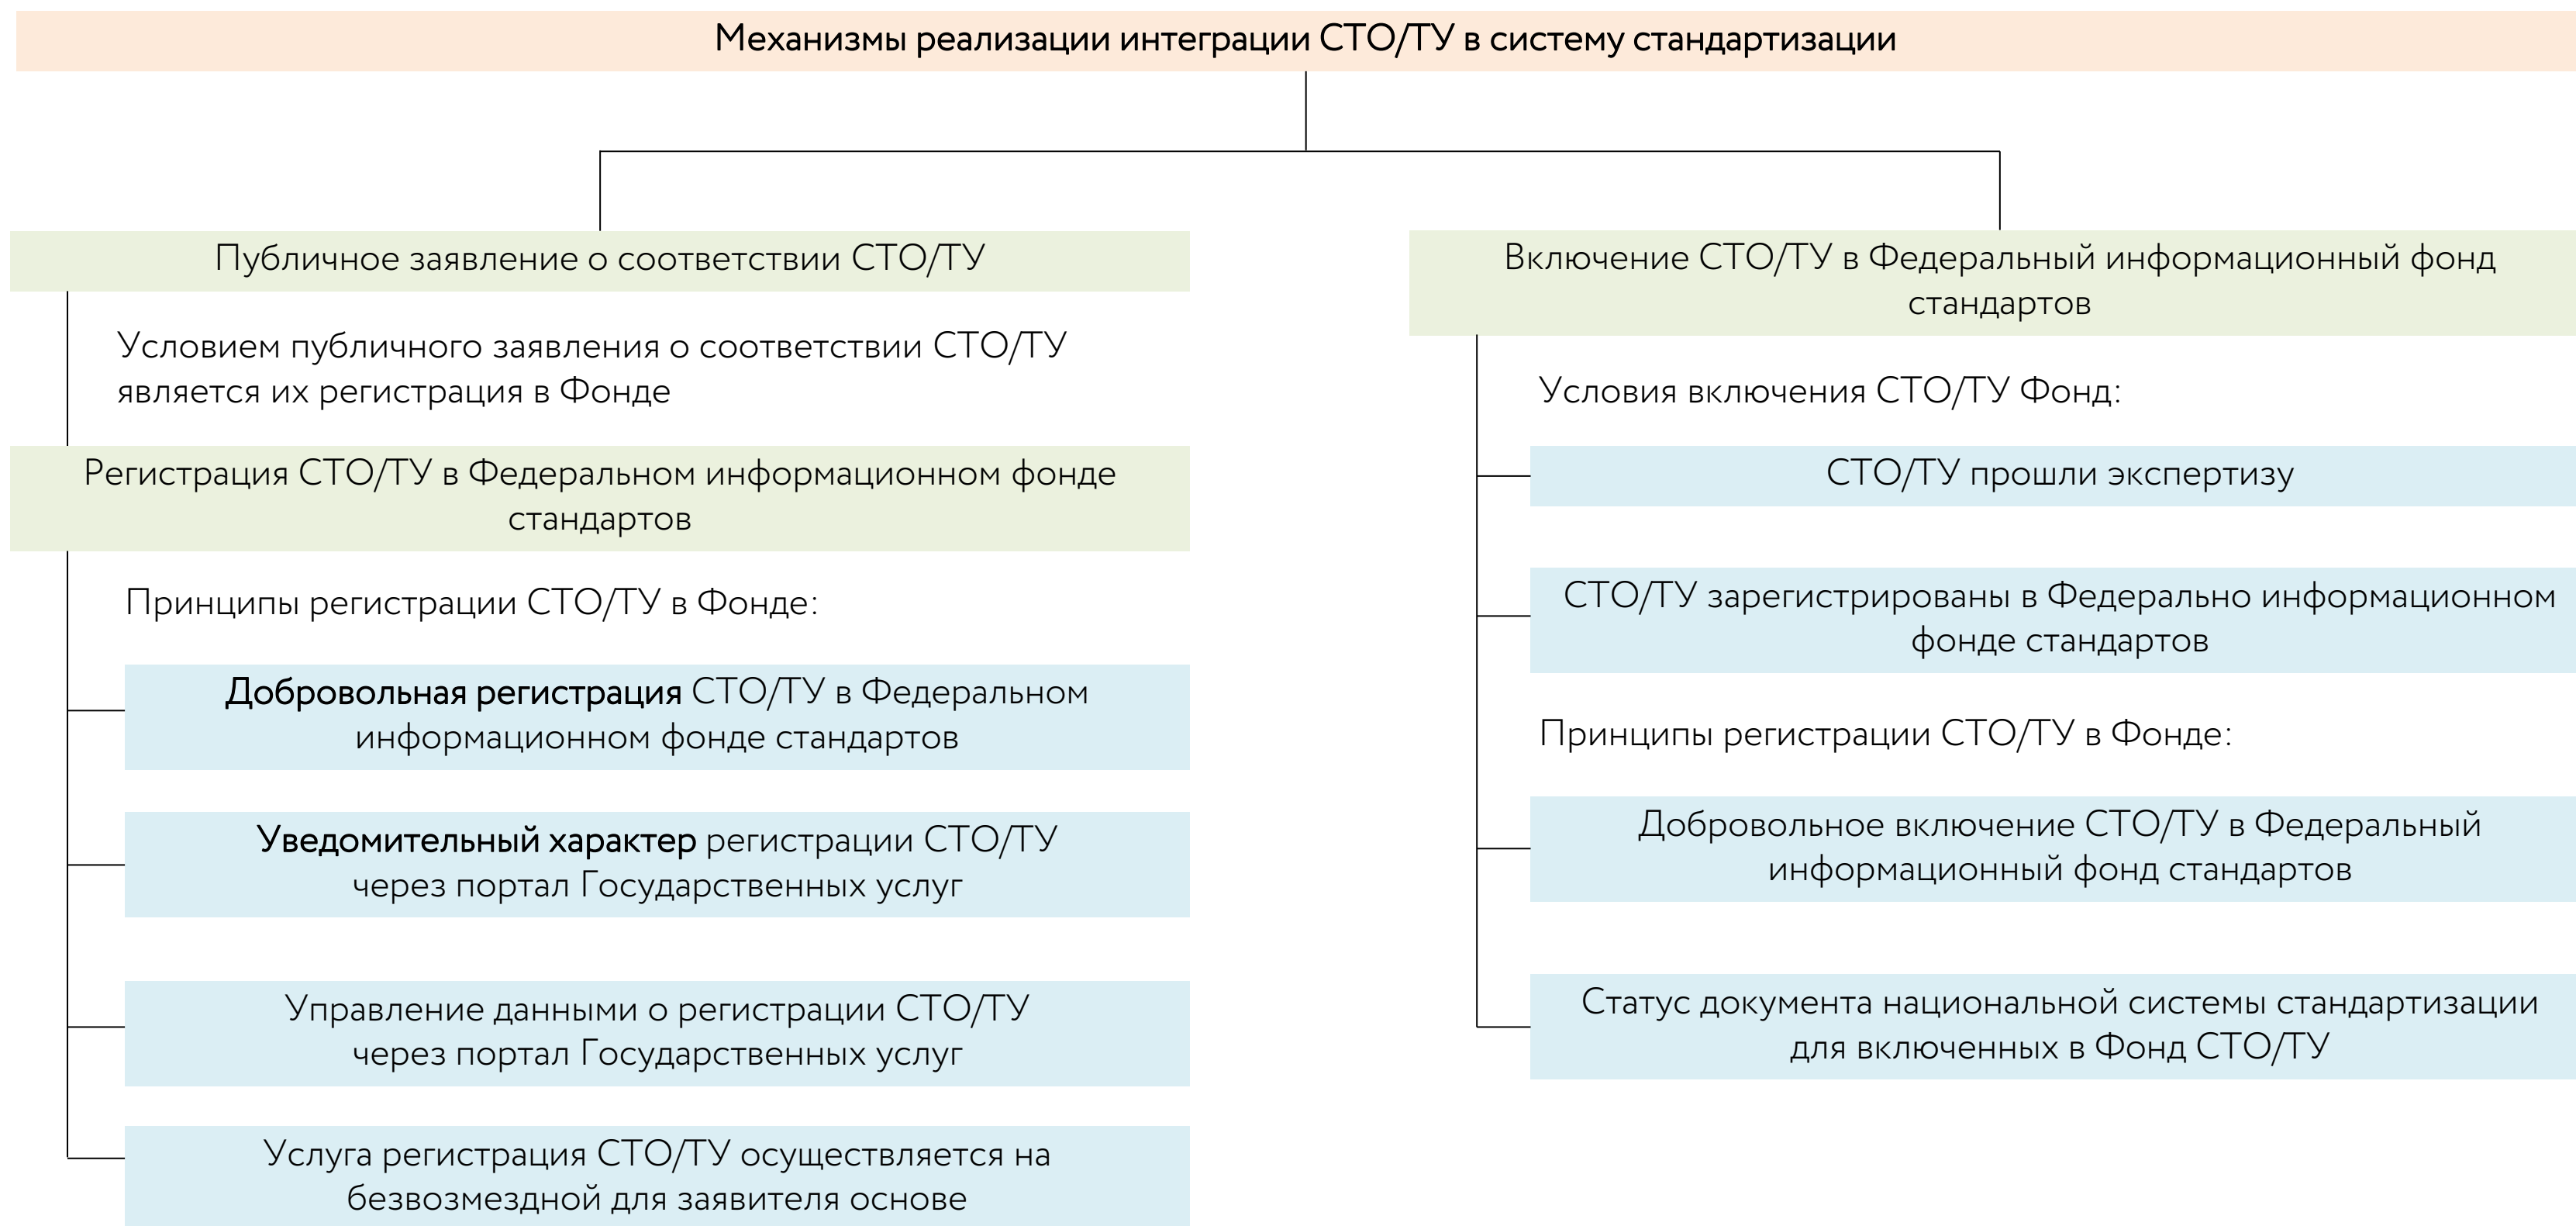 Механизмы реализации интеграции СТО/ТУ в систему стандартизации
Публичное заявление о соответствии СТО/ТУ
Условием публичного заявления о соответствии СТО/ТУ
является их регистрация в Фонде
Регистрация СТО/ТУ в Федеральном информационном фонде
стандартов
Принципы регистрации СТО/ТУ в Фонде:
Добровольная регистрация СТО/ТУ в Федеральном
информационном фонде стандартов
Уведомительный характер регистрации СТО/ТУ
через портал Государственных услуг
Управление данными о регистрации СТО/ТУ
через портал Государственных услуг
Услуга регистрация СТО/ТУ осуществляется на
безвозмездной для заявителя основе
Включение СТО/ТУ в Федеральный информационный фонд
стандартов
Условия включения СТО/ТУ Фонд:
СТО/ТУ прошли экспертизу
СТО/ТУ зарегистрированы в Федерально информационном
фонде стандартов
Принципы регистрации СТО/ТУ в Фонде:
Добровольное включение СТО/ТУ в Федеральный
информационный фонд стандартов
Статус документа национальной системы стандартизации
для включенных в Фонд СТО/ТУ